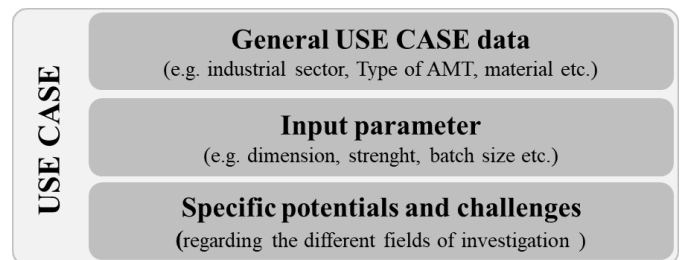 USE CASE
General USE CASE data
(e.g. industrial sector, Type of AMT, material etc.)
Input parameter
(e.g. dimension, strenght, batch size etc.)
Specific potentials and challenges
(regarding the different fields of investigation )